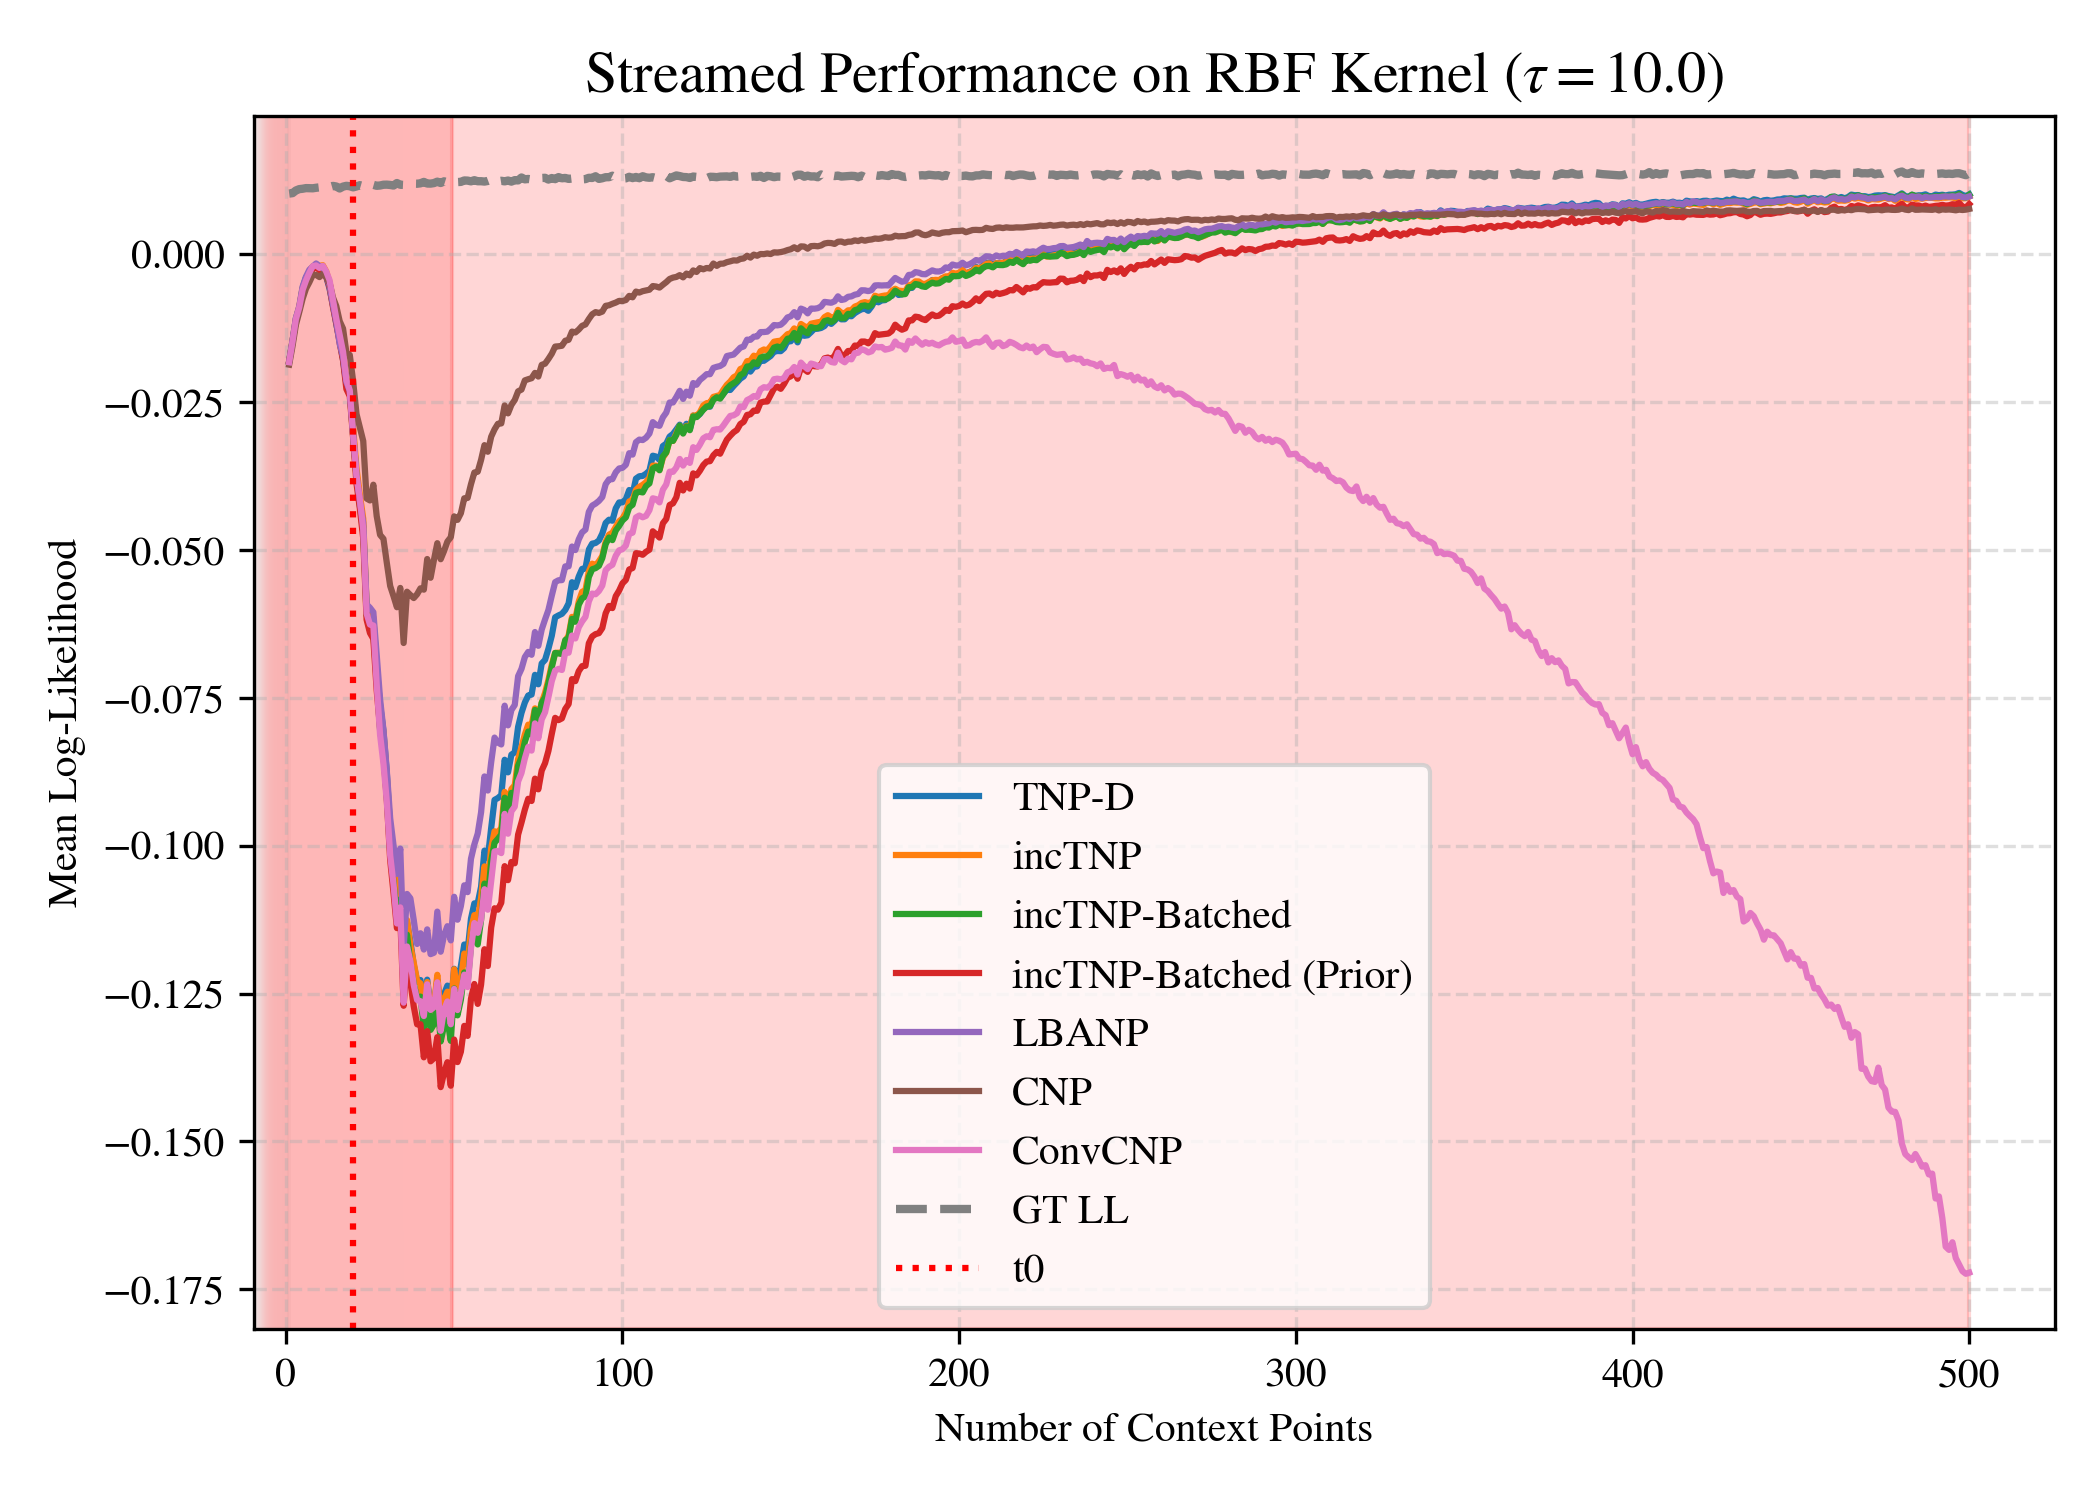 Streamed Performance on RBF Kernel (τ = 10.0)
Mean Log-Likelihood
0.000
−0.025
−0.050
−0.075
−0.100
−0.125
−0.150
−0.175
TNP-D
incTNP
incTNP-Batched
incTNP-Batched (Prior)
LBANP
CNP
ConvCNP
GT LL
t0
0 100 200 300 400 500
Number of Context Points